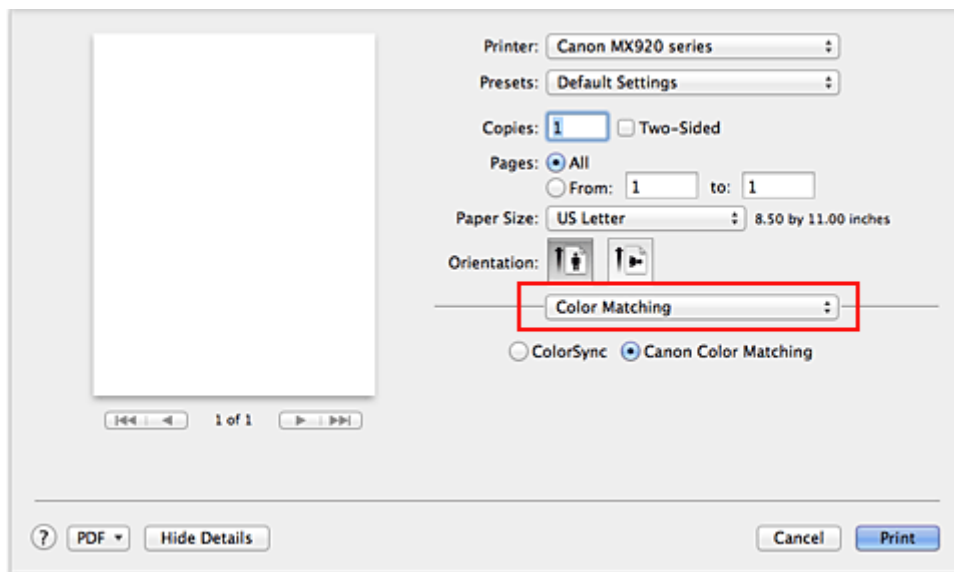 Printer: Canon MX920 series
Presets: Default Settings
Copies: 1 Two-Sided
Pages: All
From: 1 to: 1
Paper Size: US Letter 8.50 by 11.00 inches
Orientation:
Color Matching
ColorSync Canon Color Matching
1 of 1
? PDF Hide Details Cancel Print